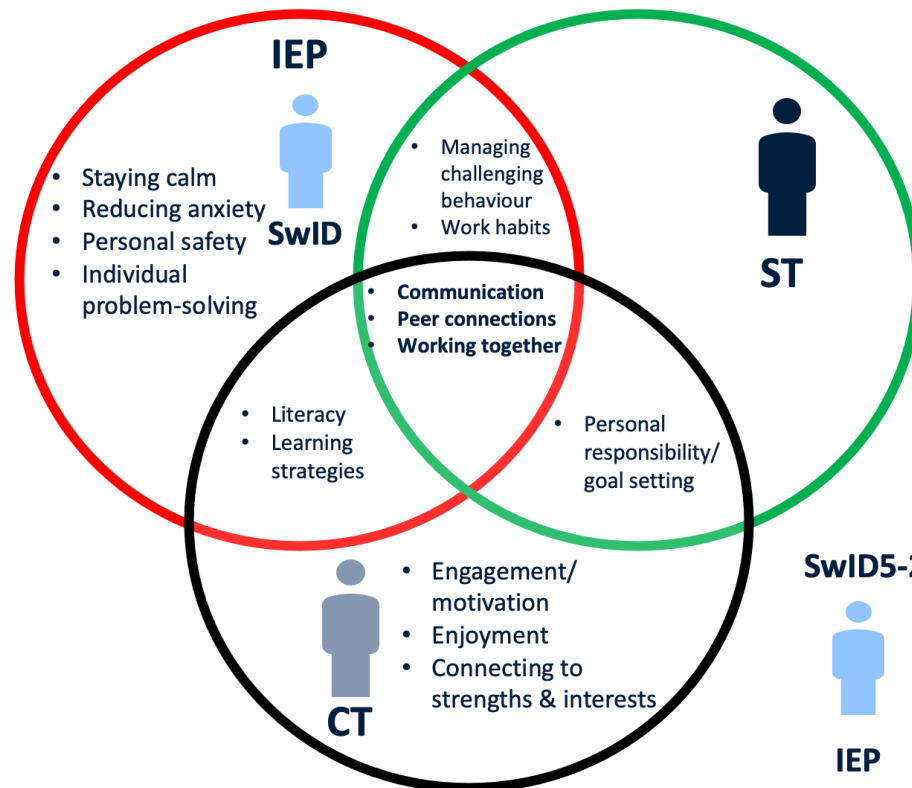 IEP
SwID
• Staying calm
• Reducing anxiety
• Personal safety
• Individual
problem-solving
• Managing
challenging
behaviour
• Work habits
ST
• Communication
• Peer connections
• Working together
• Literacy
• Learning
strategies
• Personal
responsibility/
goal setting
CT
• Engagement/
motivation
• Enjoyment
• Connecting to
strengths & interests
SwID5-2
IEP